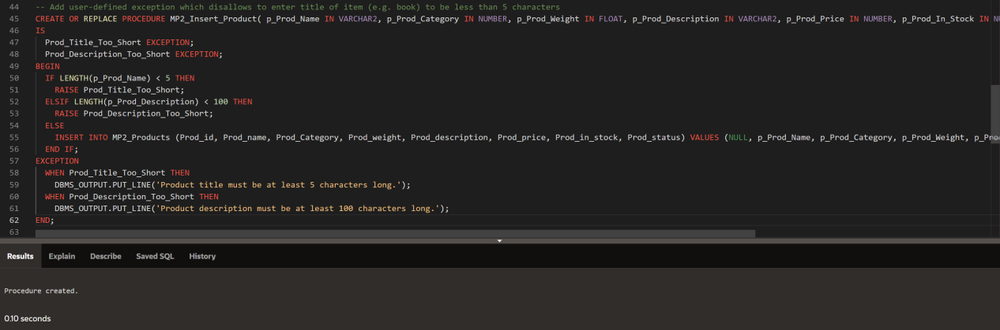 44 -- Add user-defined exception which disallows to enter title of item (e.g. book) to be less than 5 characters
45 CREATE OR REPLACE PROCEDURE MP2_Insert_Product( p_Prod_Name IN VARCHAR2, p_Prod_Category IN NUMBER, p_Prod_Weight IN FLOAT, p_Prod_Description IN VARCHAR2, p_Prod_Price IN NUMBER, p_Prod_In_Stock IN
46 IS
47 Prod_Title_Too_Short EXCEPTION;
48 Prod_Description_Too_Short EXCEPTION;
49 BEGIN
50 IF LENGTH(p_Prod_Name) < 5 THEN
51 RAISE Prod_Title_Too_Short;
52 ELSIF LENGTH(p_Prod_Description) < 100 THEN
53 RAISE Prod_Description_Too_Short;
54 ELSE
55 INSERT INTO MP2_Products (Prod_id, Prod_name, Prod_Category, Prod_weight, Prod_description, Prod_price, Prod_in_stock, Prod_status) VALUES (NULL, p_Prod_Name, p_Prod_Category, p_Prod_Weight,
56 END IF;
57 EXCEPTION
58 WHEN Prod_Title_Too_Short THEN
59 DBMS_OUTPUT.PUT_LINE('Product title must be at least 5 characters long.');
60 WHEN Prod_Description_Too_Short THEN
61 DBMS_OUTPUT.PUT_LINE('Product description must be at least 100 characters long.');
62 END;
63
Results Explain Describe Saved SQL History
Procedure created.
0.10 seconds